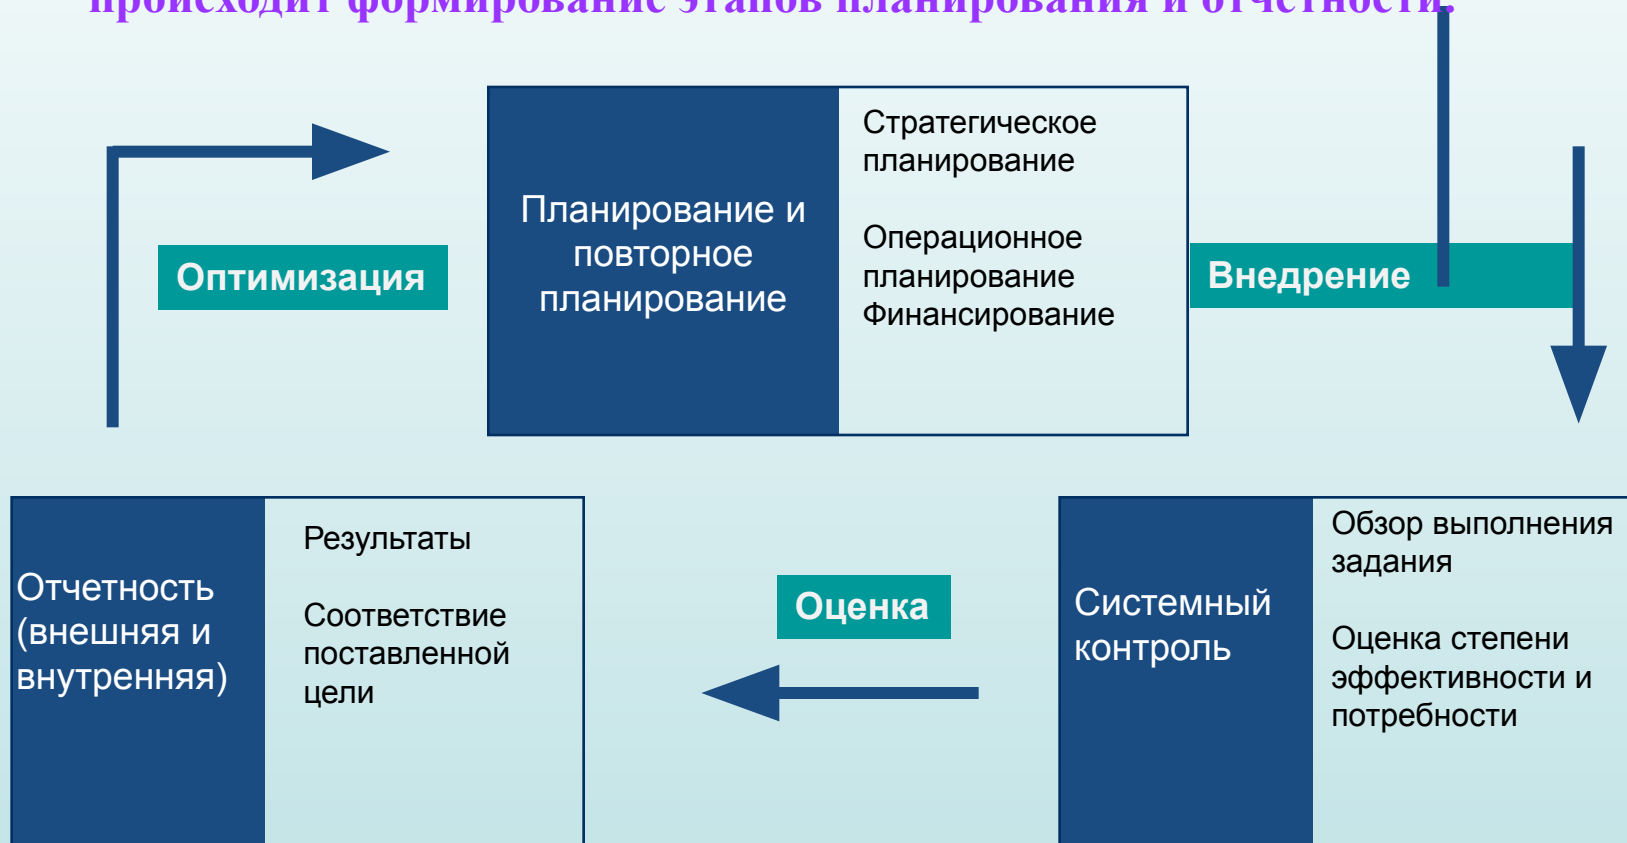 происходит формирование этапов планирования и отчетности.
Стратегическое
планирование
Операционное
планирование
Финансирование
Планирование и
повторное
планирование
Оптимизация
Внедрение
Отчетность
(внешняя и
внутренняя)
Результаты
Соответствие
поставленной
цели
Оценка
Системный
контроль
Обзор выполнения
задания
Оценка степени
эффективности и
потребности